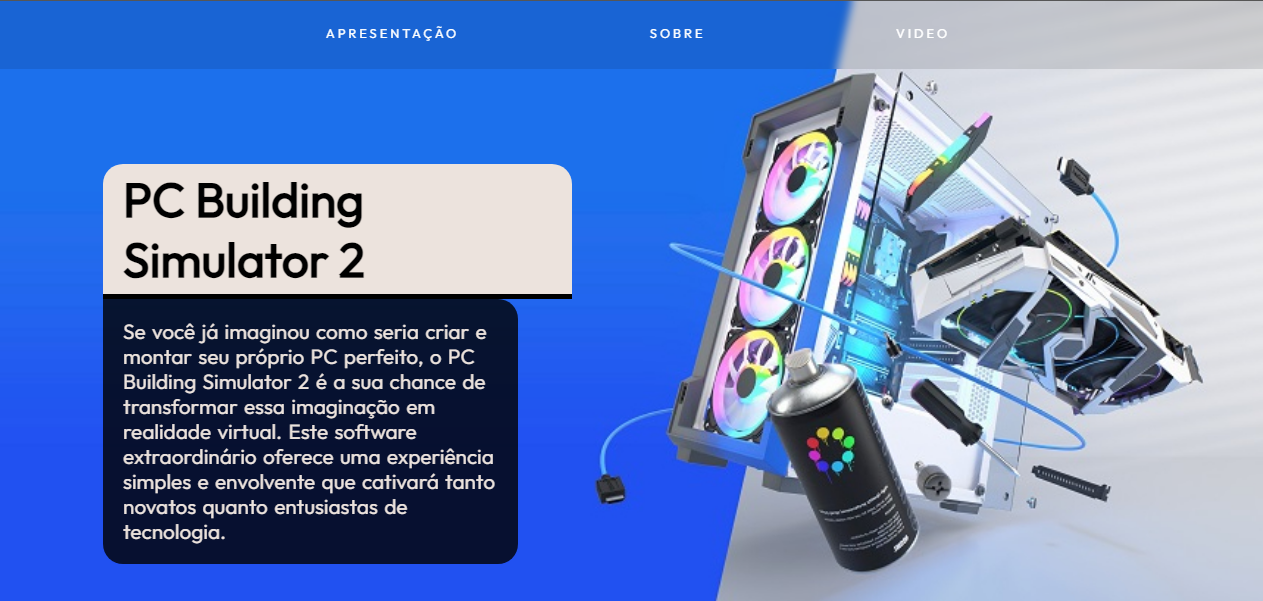 APRESENTAÇÃO SOBRE VIDEO
PC Building
Simulator 2
Se você já imaginou como seria criar e
montar seu próprio PC perfeito, o PC
Building Simulator 2 é a sua chance de
transformar essa imaginação em
realidade virtual. Este software
extraordinário oferece uma experiência
simples e envolvente que cativará tanto
novatos quanto entusiastas de
tecnologia.